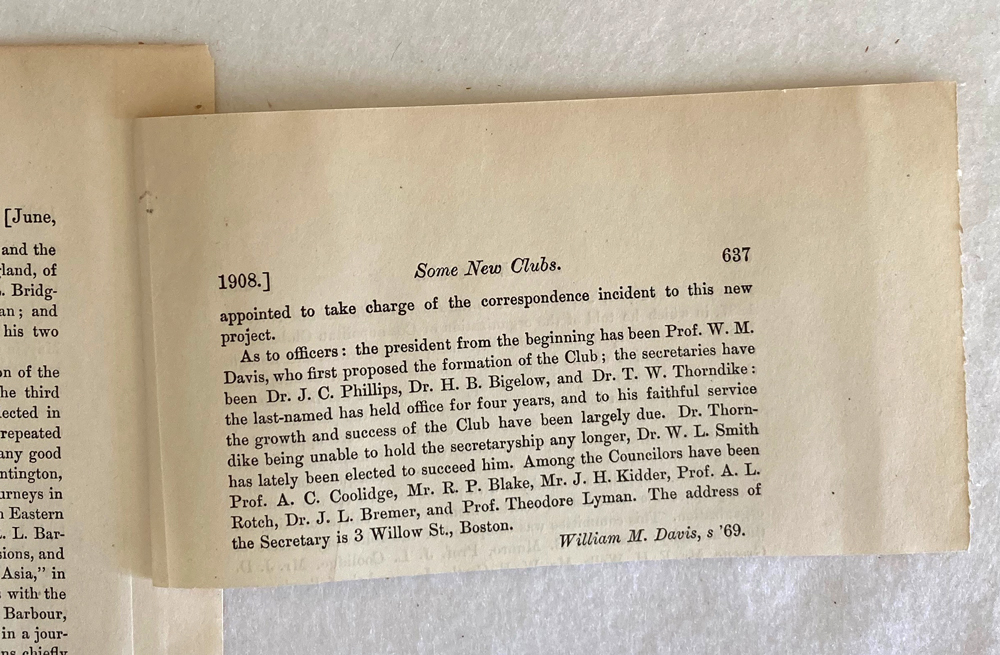 [June,
and the
gland, of
. Bridg-
an; and
his two
on of the
he third
lected in
repeated
any good
ntington,
urneys in
n Eastern
. L. Bar-
sions, and
Asia," in
s with the
Barbour,
in a jour-
ns chiefly
1908.] Some New Clubs. 637
appointed to take charge of the correspondence incident to this new
project.
As to officers: the president from the beginning has been Prof. W. M.
Davis, who first proposed the formation of the Club; the secretaries have
been Dr. J. C. Phillips, Dr. H. B. Bigelow, and Dr. T. W. Thorndike:
the last-named has held office for four years, and to his faithful service
the growth and success of the Club have been largely due. Dr. Thorn-
dike being unable to hold the secretaryship any longer, Dr. W. L. Smith
has lately been elected to succeed him. Among the Councilors have been
Prof. A. C. Coolidge, Mr. R. P. Blake, Mr. J. H. Kidder, Prof. A. L.
Rotch, Dr. J. L. Bremer, and Prof. Theodore Lyman. The address of
the Secretary is 3 Willow St., Boston.
William M. Davis, s '69.